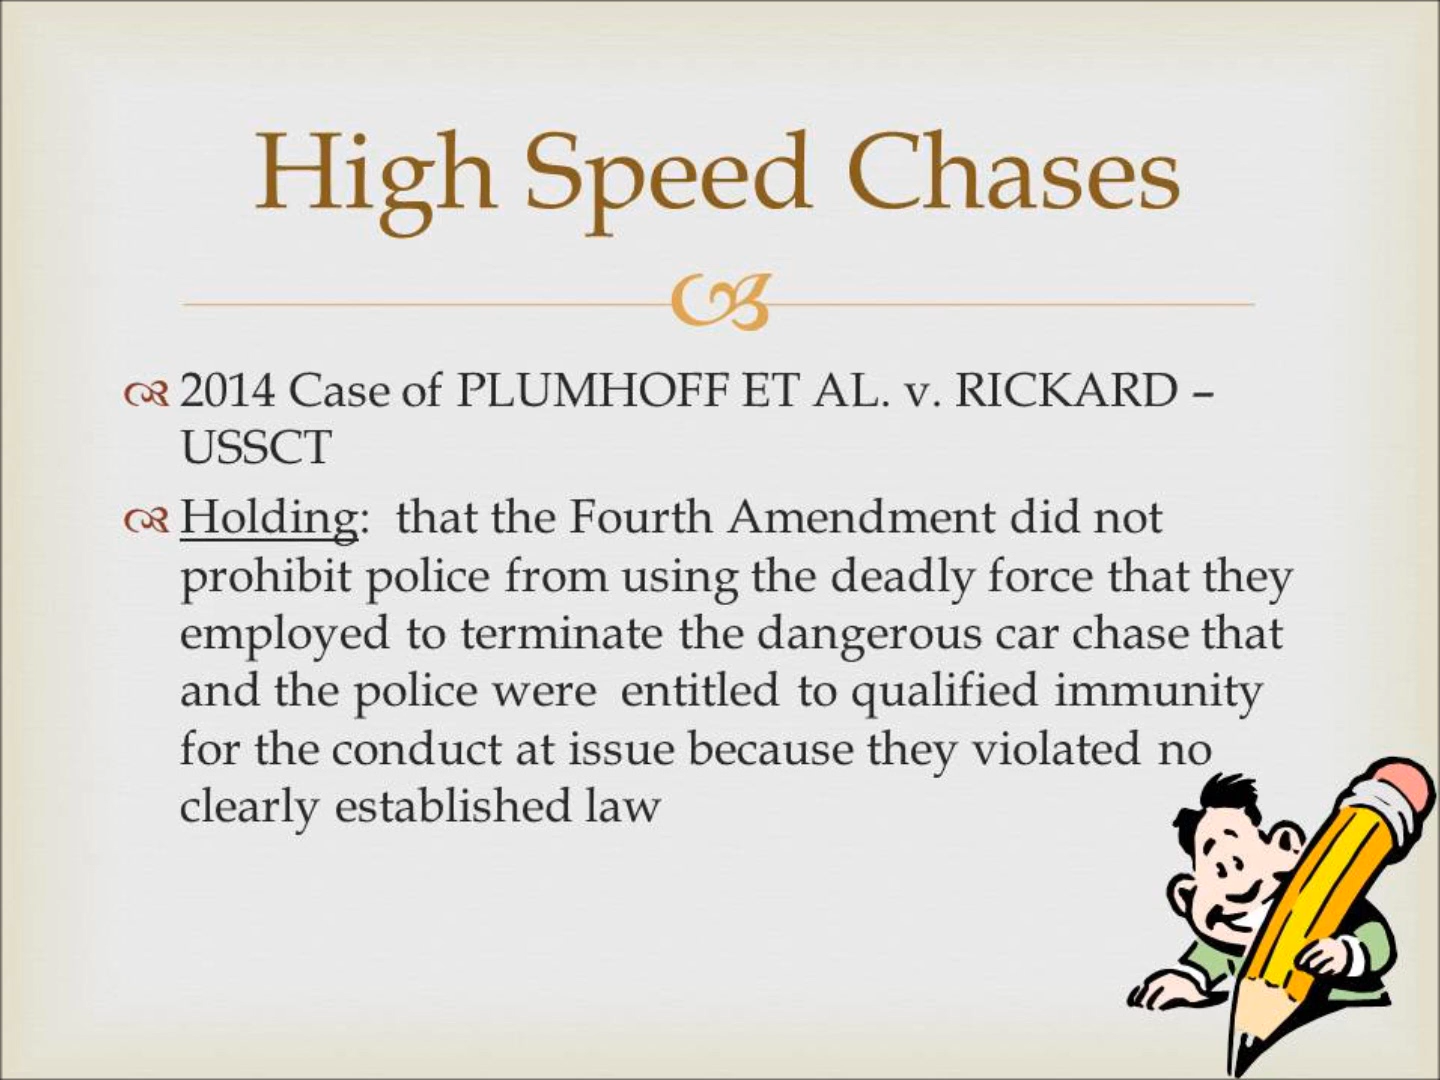 High Speed Chases
2014 Case of PLUMHOFF ET AL. v. RICKARD –
USSCT
Holding: that the Fourth Amendment did not
prohibit police from using the deadly force that they
employed to terminate the dangerous car chase that
and the police were entitled to qualified immunity
for the conduct at issue because they violated no
clearly established law